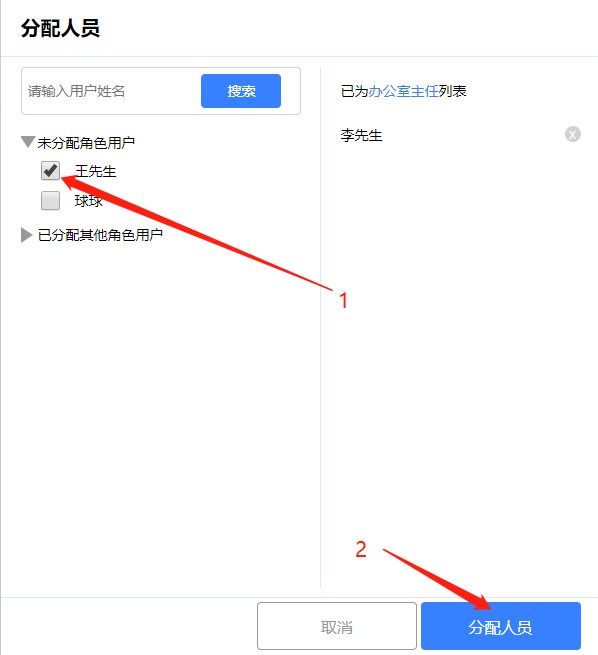 分配人员
请输入用户姓名
搜索
未分配角色用户
王先生
球球
已分配其他角色用户
已为办公室主任列表
李先生
x
1
2
取消
分配人员